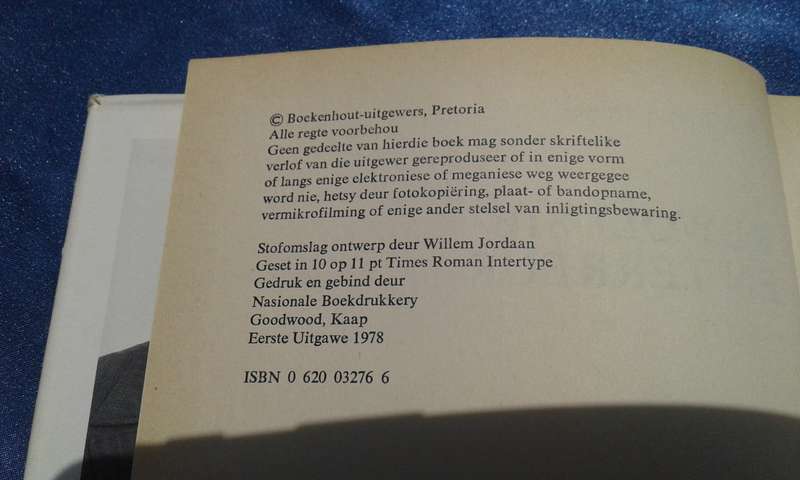 © Boekenhout-uitgewers, Pretoria
Alle regte voorbehou
Geen gedeelte van hierdie boek mag sonder skriftelike
verlof van die uitgewer gereproduseer of in enige vorm
of langs enige elektroniese of meganiese weg weergegee
word nie, hetsy deur fotokopiëring, plaat- of bandopname,
vermikrofilming of enige ander stelsel van inligtingsbewaring.
Stofomslag ontwerp deur Willem Jordaan
Geset in 10 op 11 pt Times Roman Intertype
Gedruk en gebind deur
Nasionale Boekdrukkery
Goodwood, Kaap
Eerste Uitgawe 1978
ISBN 0 620 03276 6